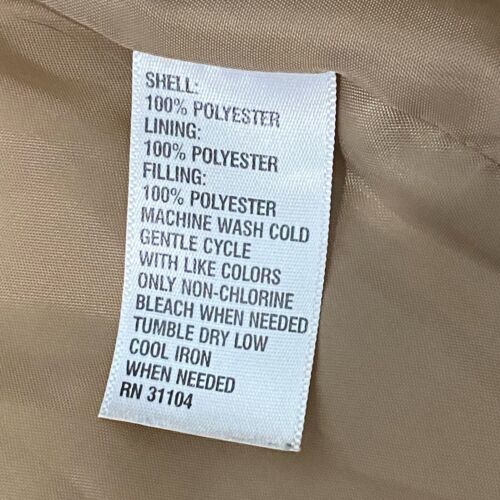 SHELL:
100% POLYESTER
LINING:
100% POLYESTER
FILLING:
100% POLYESTER
MACHINE WASH COLD
GENTLE CYCLE
WITH LIKE COLORS
ONLY NON-CHLORINE
BLEACH WHEN NEEDED
TUMBLE DRY LOW
COOL IRON
WHEN NEEDED
RN 31104